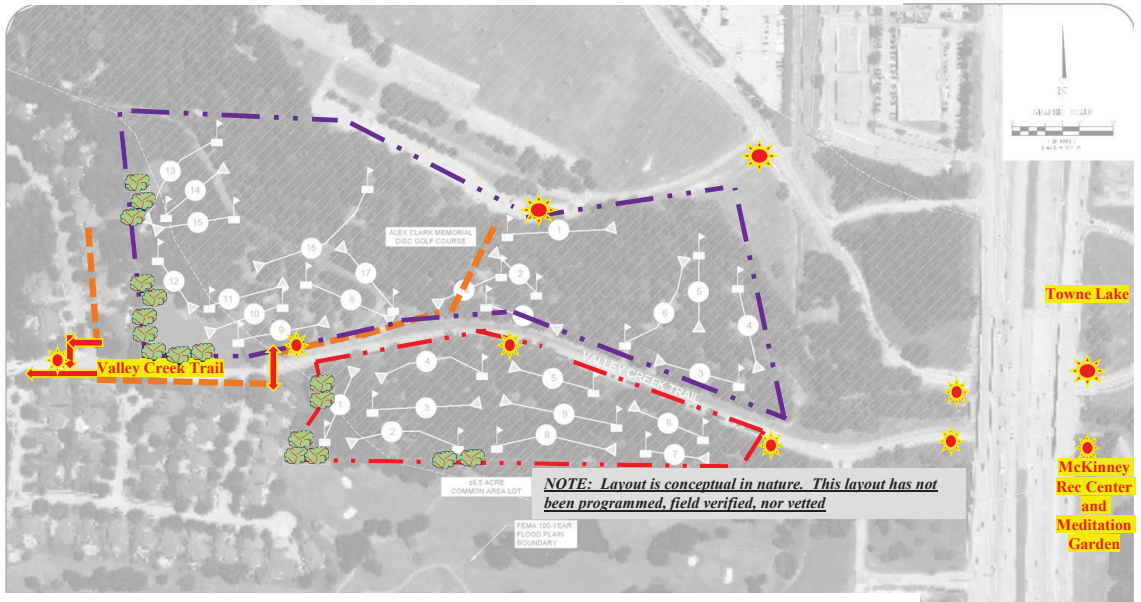 N
GRAPHIC SCALE
13
14
15
1
ALEX CLARK MEMORIAL
DISC GOLF COURSE
16
17
2
5
12
11
8
10
6
9
4
Towne Lake
Valley Creek Trail
VALLEY CREEK TRAIL
4
5
3
1
3
9
6
2
8
7
±6.5 ACRE
COMMON AREA LOT
NOTE: Layout is conceptual in nature. This layout has not
been programmed, field verified, nor vetted
McKinney
Rec Center
and
Meditation
Garden
FEMA 100-YEAR
FLOOD PLAIN
BOUNDARY